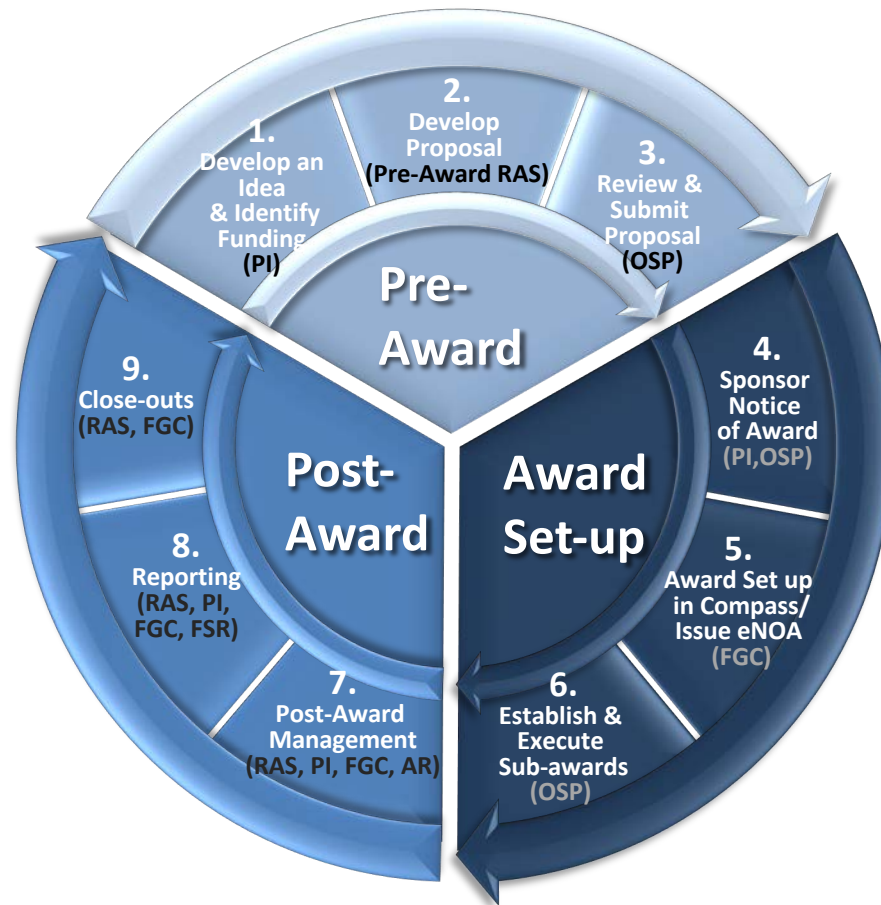 1.
Develop an
Idea
& Identify
Funding
(PI)
2.
Develop
Proposal
(Pre-Award RAS)
3.
Review &
Submit
Proposal
(OSP)
Pre-
Award
4.
Sponsor
Notice
of Award
(PI,OSP)
5.
Award Set up
in Compass/
Issue eNOA
(FGC)
6.
Establish &
Execute
Sub-awards
(OSP)
Award
Set-up
7.
Post-Award
Management
(RAS, PI, FGC, AR)
8.
Reporting
(RAS, PI,
FGC, FSR)
9.
Close-outs
(RAS, FGC)
Post-
Award